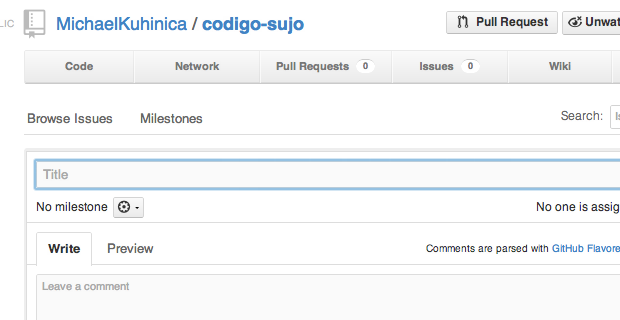 LIC MichaelKuhinica / codigo-sujo Pull Request Unwat
Code Network Pull Requests 0 Issues 0 Wiki
Browse Issues Milestones Search: Is
Title
No milestone No one is assig
Write Preview Comments are parsed with GitHub Flavore
Leave a comment